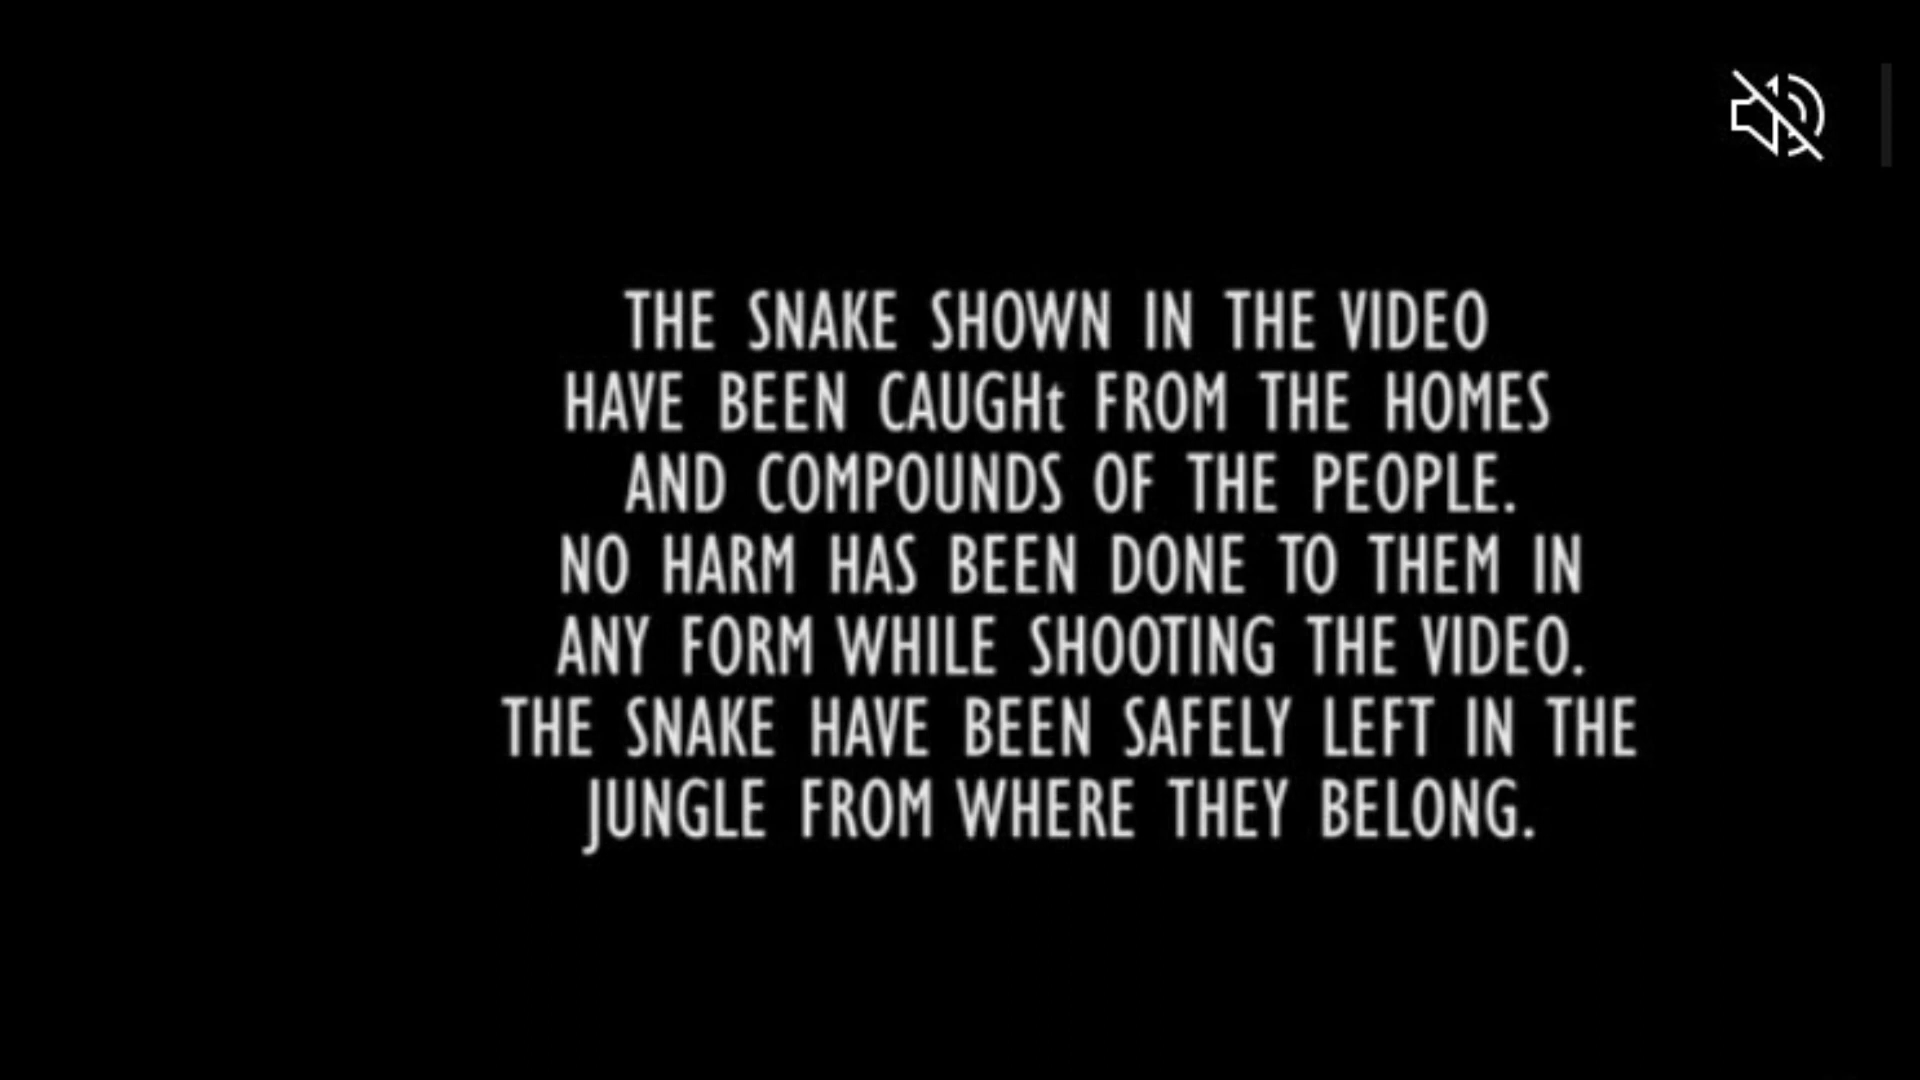 THE SNAKE SHOWN IN THE VIDEO
HAVE BEEN CAUGHt FROM THE HOMES
AND COMPOUNDS OF THE PEOPLE.
NO HARM HAS BEEN DONE TO THEM IN
ANY FORM WHILE SHOOTING THE VIDEO.
THE SNAKE HAVE BEEN SAFELY LEFT IN THE
JUNGLE FROM WHERE THEY BELONG.